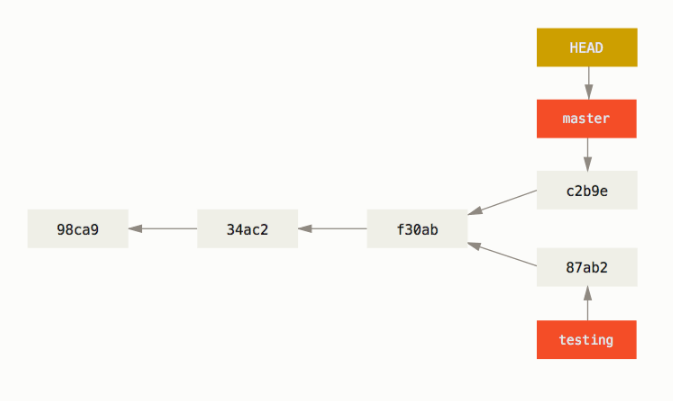 HEAD
master
c2b9e
98ca9 34ac2 f30ab
87ab2
testing